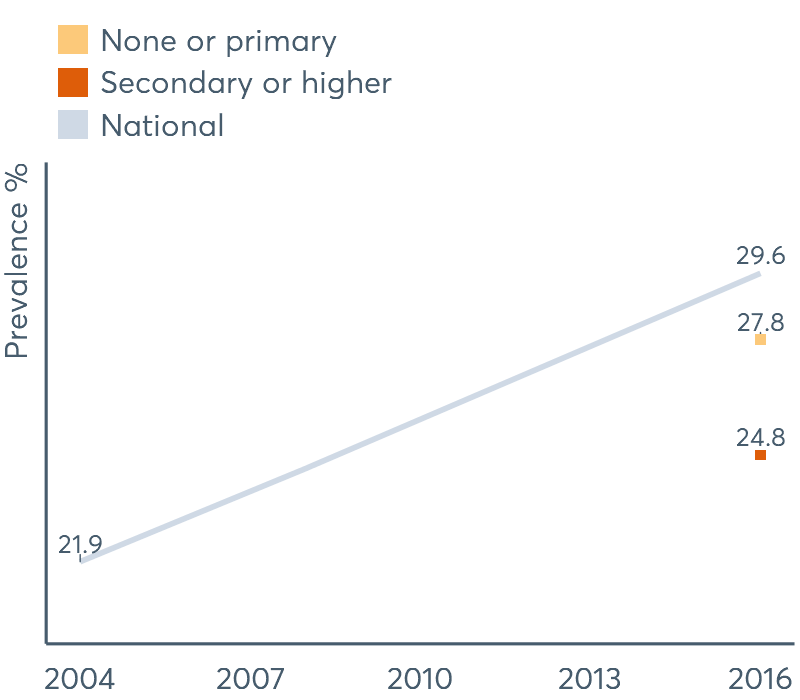 None or primary
Secondary or higher
National
Prevalence %
29.6
27.8
24.8
21.9
2004 2007 2010 2013 2016